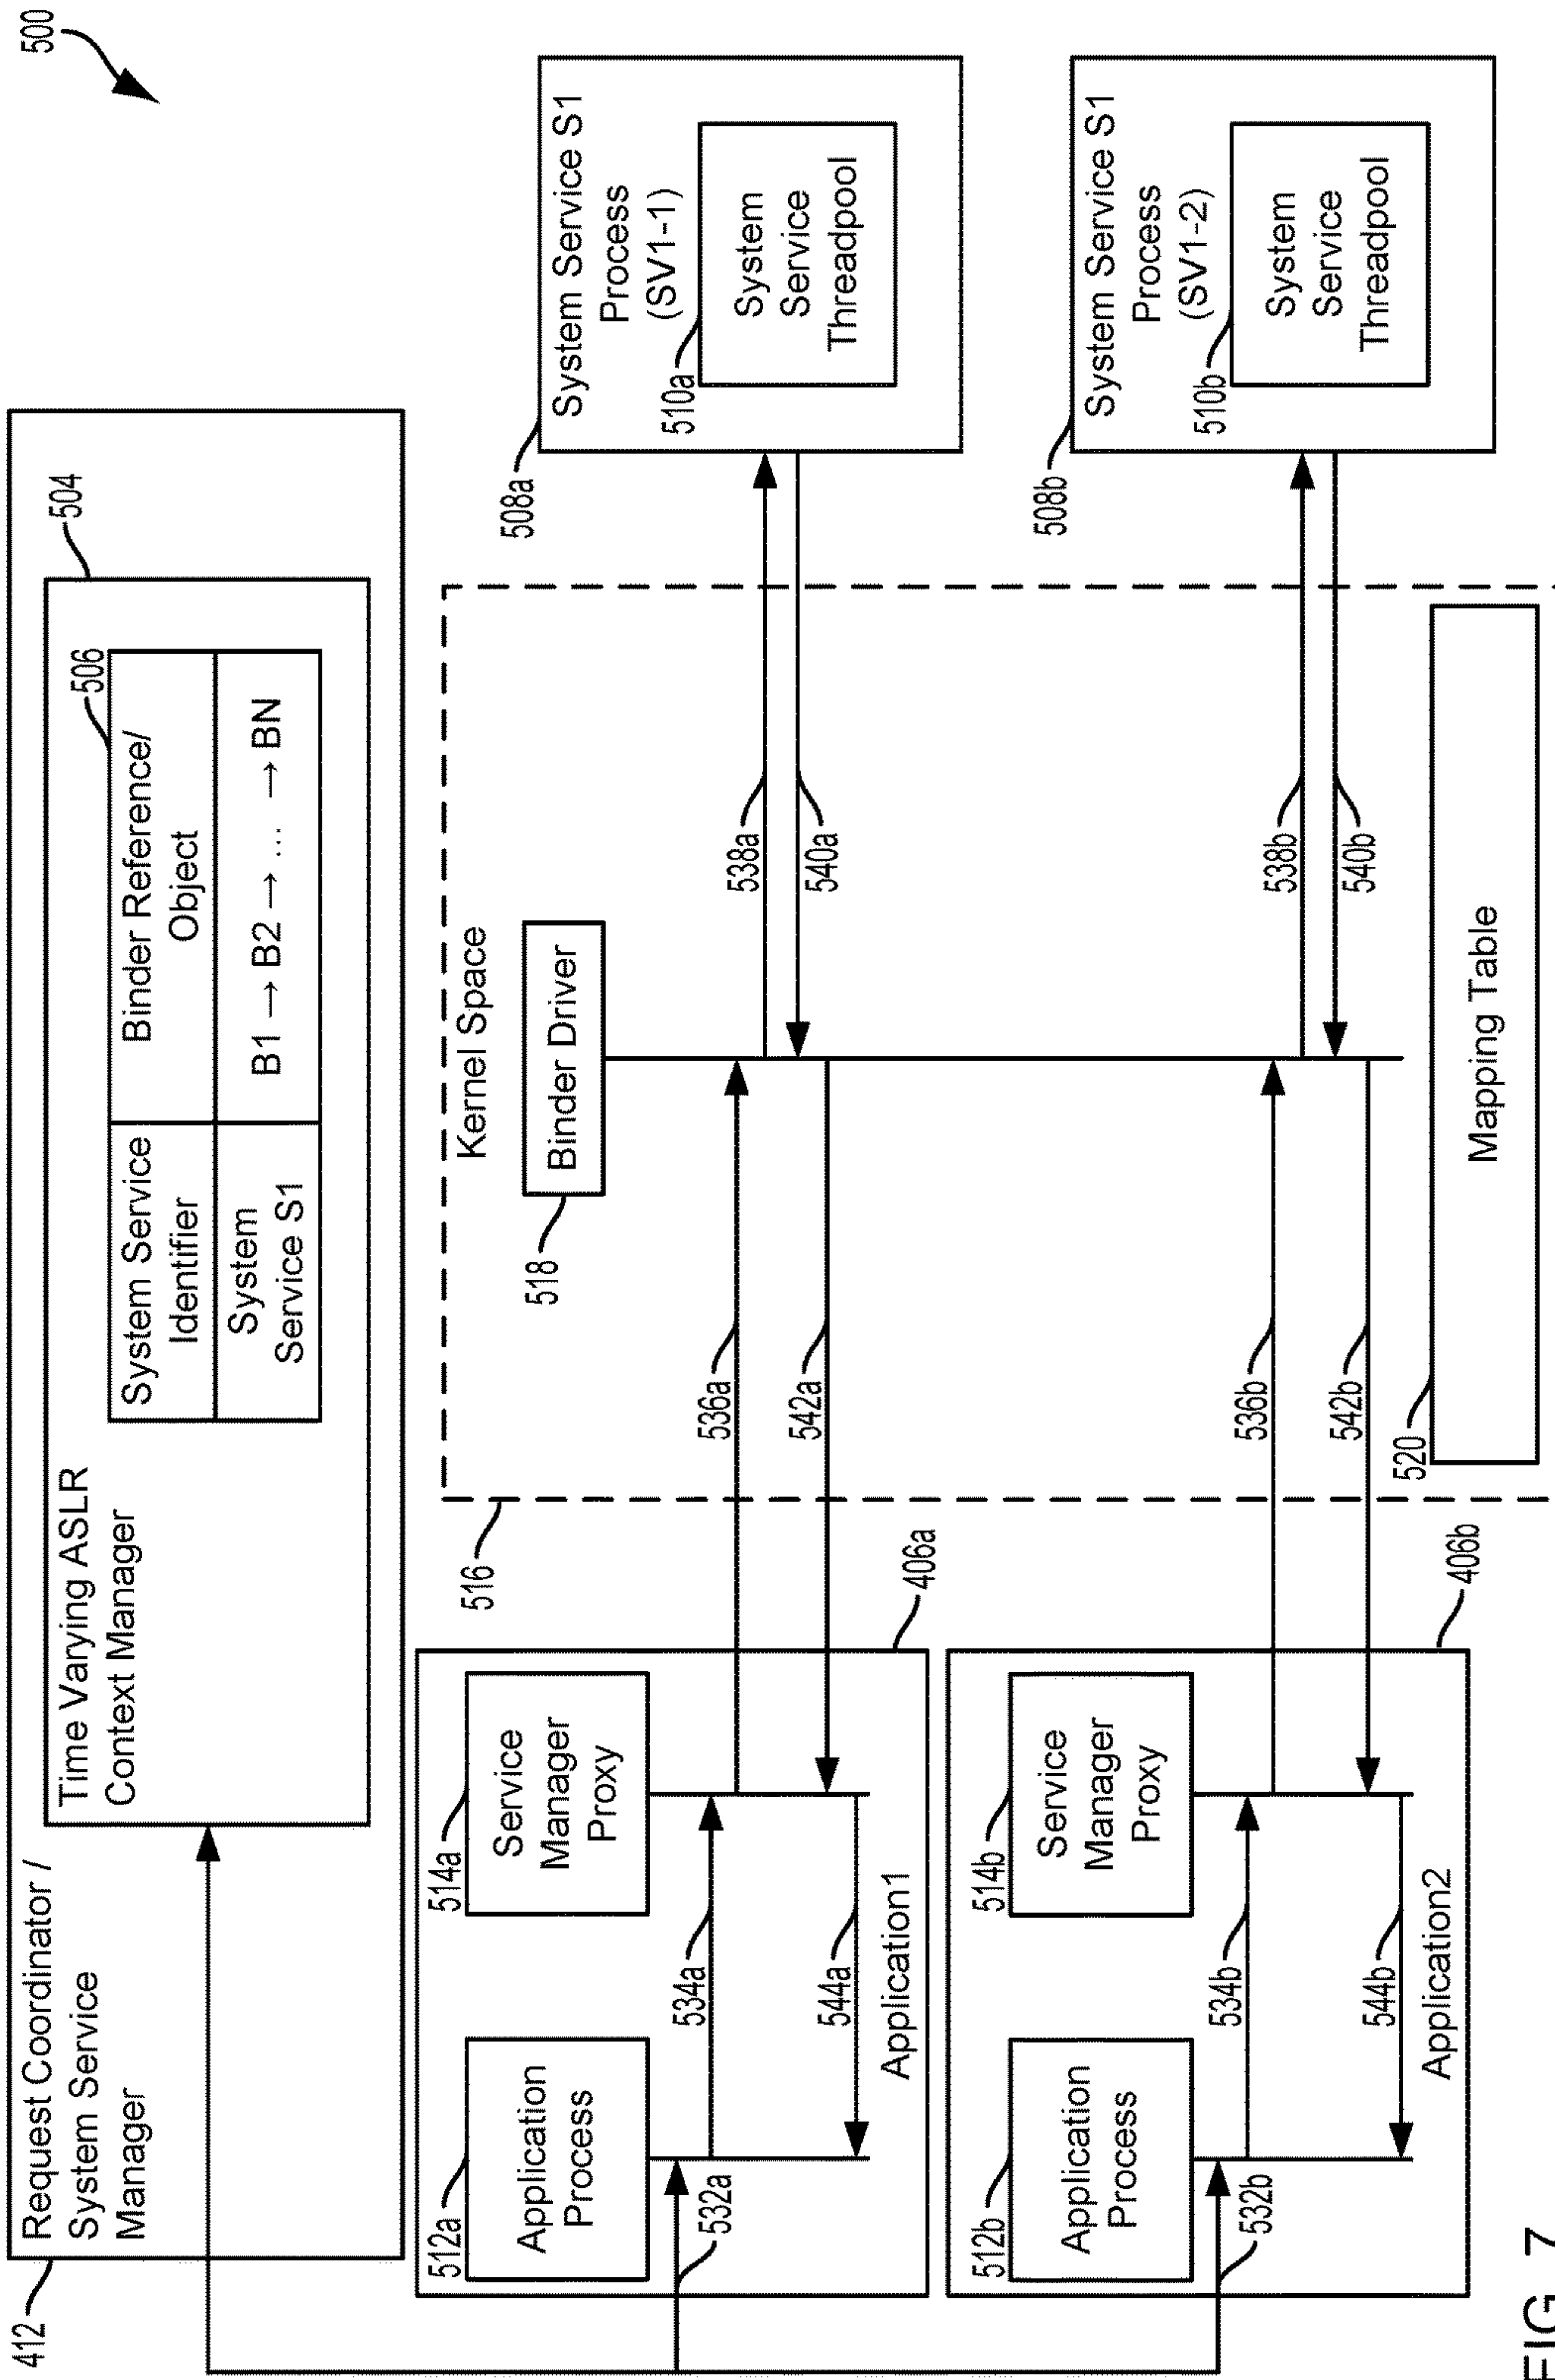 500
412
Request Coordinator /
System Service
Manager
504
Time Varying ASLR
Context Manager
506
System Service
Identifier
Binder Reference/
Object
System
Service S1
B1 → B2 → ... → BN
512a
Application
Process
514a
Service
Manager
Proxy
532a
534a
544a
Application1
406a
512b
Application
Process
514b
Service
Manager
Proxy
532b
534b
544b
Application2
406b
516
Kernel Space
518
Binder Driver
536a
542a
538a
540a
536b
542b
538b
540b
520
Mapping Table
508a
System Service S1
Process
(SV1-1)
510a
System
Service
Threadpool
508b
System Service S1
Process
(SV1-2)
510b
System
Service
Threadpool
FIG. 7